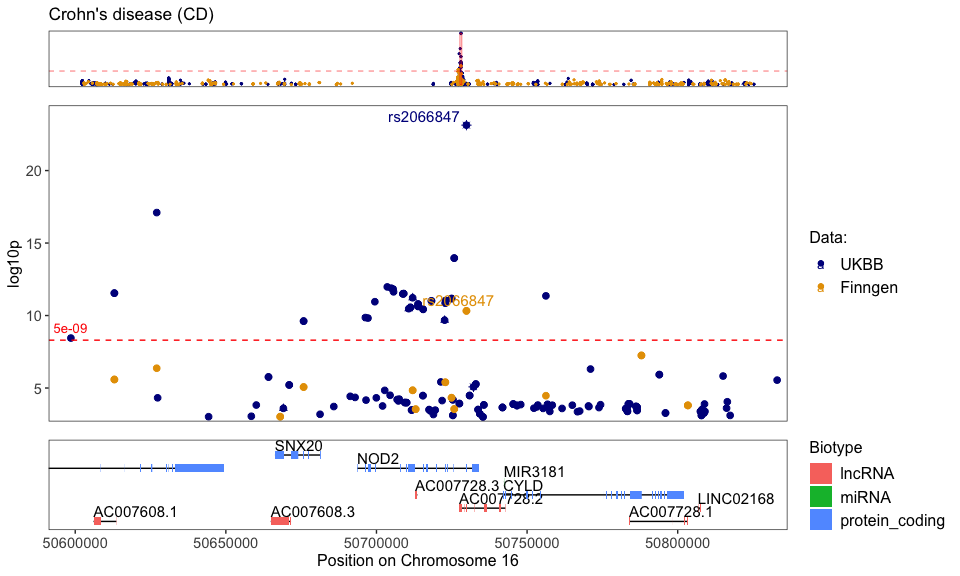 Crohn's disease (CD)
rs2066847
20
15
10
5
log10p
rs2066847
5e-09
Data:
UKBB
Finngen
SNX20
NOD2
MIR3181
AC007728.3 CYLD
AC007728.2
LINC02168
AC007608.1
AC007608.3
AC007728.1
50600000
50650000
50700000
50750000
50800000
Position on Chromosome 16
Biotype
lncRNA
miRNA
protein_coding